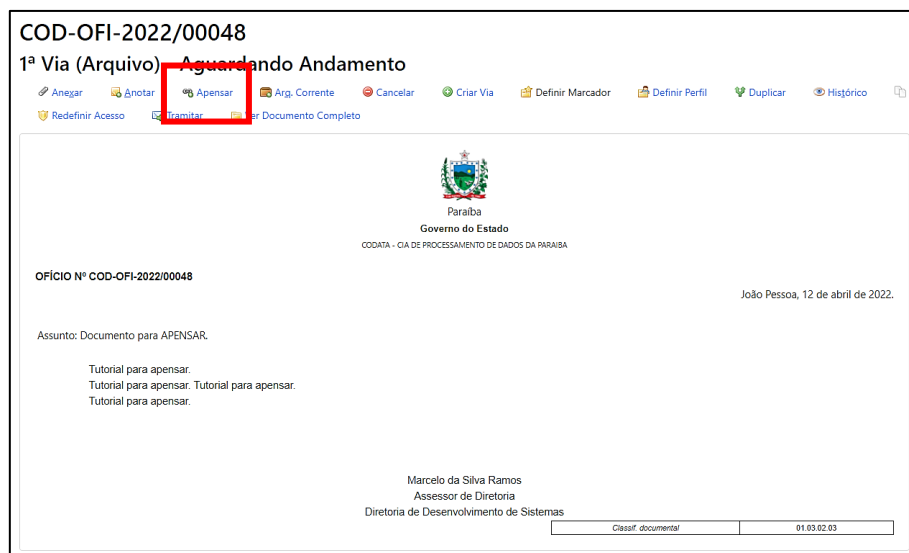 COD-OFI-2022/00048
1ª Via (Arquivo) - Aguardando Andamento
Anexar Anotar Apensar Arq. Corrente Cancelar Criar Via Definir Marcador Definir Perfil Duplicar Histórico
Redefinir Acesso Tramitar Ver Documento Completo
Paraíba
Governo do Estado
CODATA - CIA DE PROCESSAMENTO DE DADOS DA PARAIBA
OFÍCIO Nº COD-OFI-2022/00048
João Pessoa, 12 de abril de 2022.
Assunto: Documento para APENSAR.
Tutorial para apensar.
Tutorial para apensar. Tutorial para apensar.
Tutorial para apensar.
Marcelo da Silva Ramos
Assessor de Diretoria
Diretoria de Desenvolvimento de Sistemas
Classif. documental 01.03.02.03